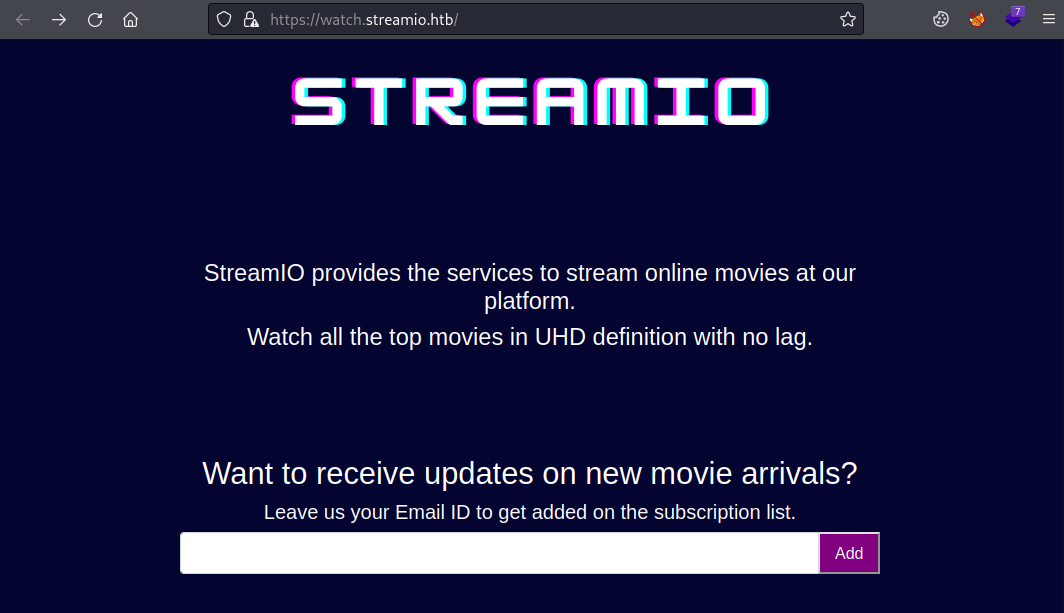 7
https://watch.streamio.htb/
STREAMIO
StreamIO provides the services to stream online movies at our
platform.
Watch all the top movies in UHD definition with no lag.
Want to receive updates on new movie arrivals?
Leave us your Email ID to get added on the subscription list.
Add